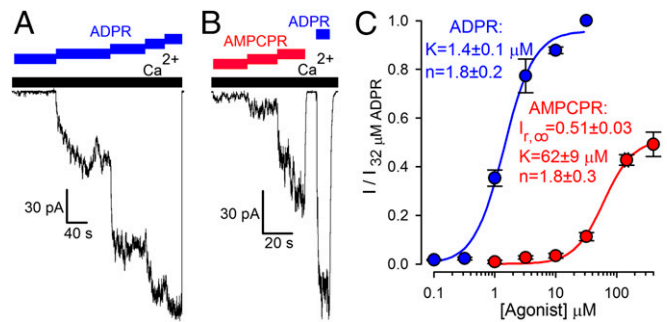 A
ADPR
Ca2+
30 pA
40 s
B
ADPR
AMPCPR
Ca2+
30 pA
20 s
C
I / I32 μM ADPR
1.0
0.8
0.6
0.4
0.2
0.0
ADPR:
K=1.4±0.1 μM
n=1.8±0.2
AMPCPR:
Ir,∞=0.51±0.03
K=62±9 μM
n=1.8±0.3
0.1
1
10
100
[Agonist] μM